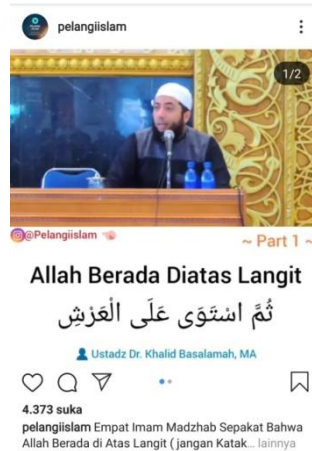 pelangiislam
1/2
@Pelangiislam
~ Part 1 ~
Allah Berada Diatas Langit
ثُمَّ اسْتَوَى عَلَى الْعَرْشِ
Ustadz Dr. Khalid Basalamah, MA
4.373 suka
pelangiislam Empat Imam Madzhab Sepakat Bahwa
Allah Berada di Atas Langit ( jangan Katak... lainnya